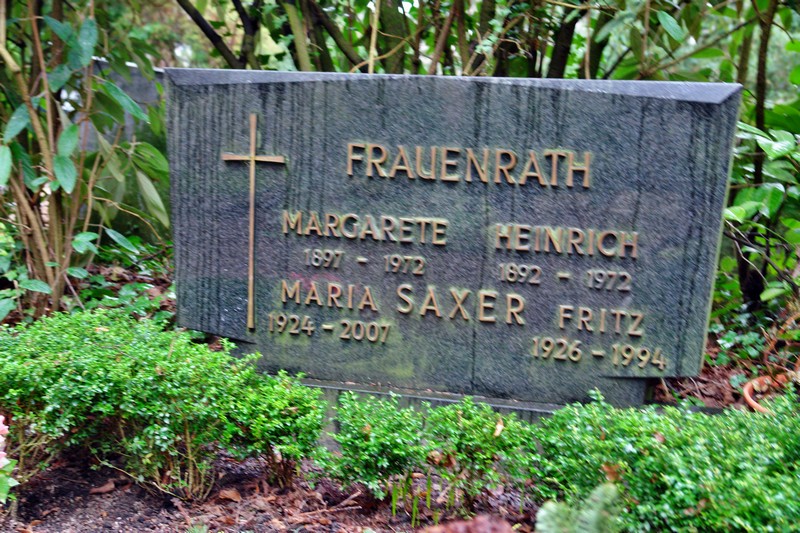 FRAUENRATH
MARGARETE HEINRICH
1897 - 1972 1892 - 1972
MARIA SAXER FRITZ
1924 - 2007 1926 - 1994